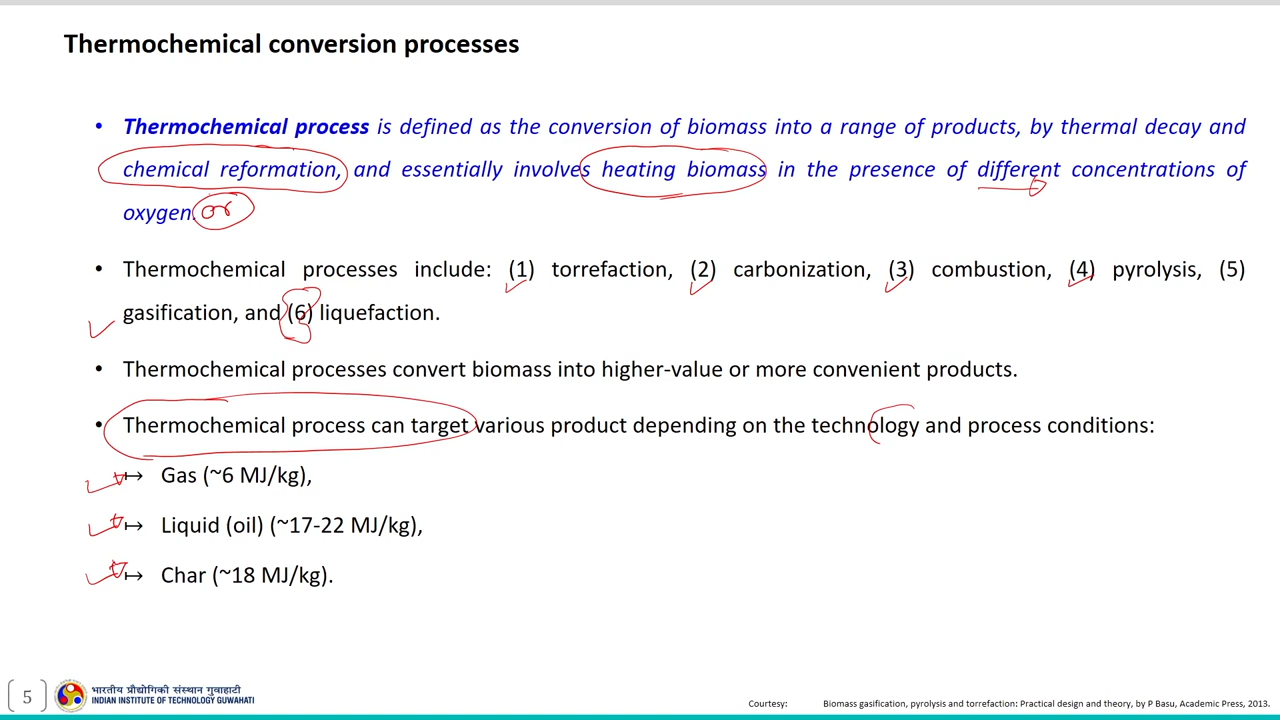 Thermochemical conversion processes
• Thermochemical process is defined as the conversion of biomass into a range of products, by thermal decay and
chemical reformation, and essentially involves heating biomass in the presence of different concentrations of
oxygen. or
• Thermochemical processes include: (1) torrefaction, (2) carbonization, (3) combustion, (4) pyrolysis, (5)
gasification, and (6) liquefaction.
• Thermochemical processes convert biomass into higher-value or more convenient products.
• Thermochemical process can target various product depending on the technology and process conditions:
↦ Gas (~6 MJ/kg),
↦ Liquid (oil) (~17-22 MJ/kg),
↦ Char (~18 MJ/kg).
5
भारतीय प्रौद्योगिकी संस्थान गुवाहाटी
INDIAN INSTITUTE OF TECHNOLOGY GUWAHATI
Courtesy: Biomass gasification, pyrolysis and torrefaction: Practical design and theory, by P Basu, Academic Press, 2013.